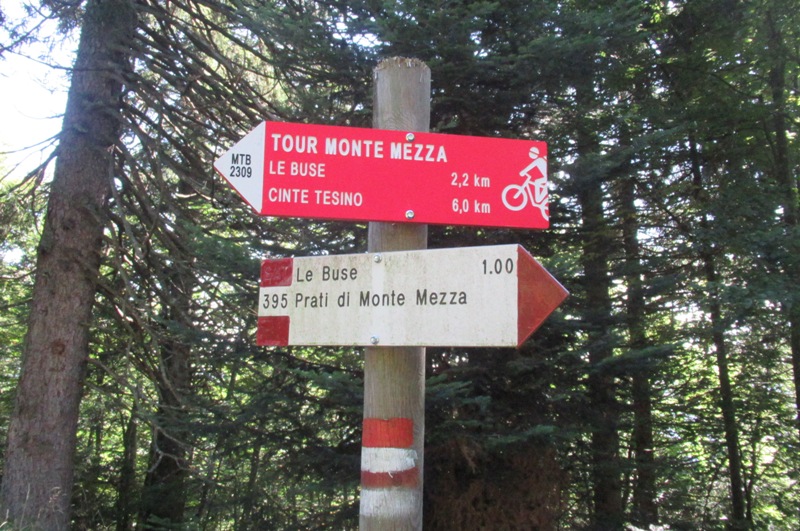 TOUR MONTE MEZZA
MTB
2309
LE BUSE 2,2 km
CINTE TESINO 6,0 km
Le Buse 1.00
395 Prati di Monte Mezza